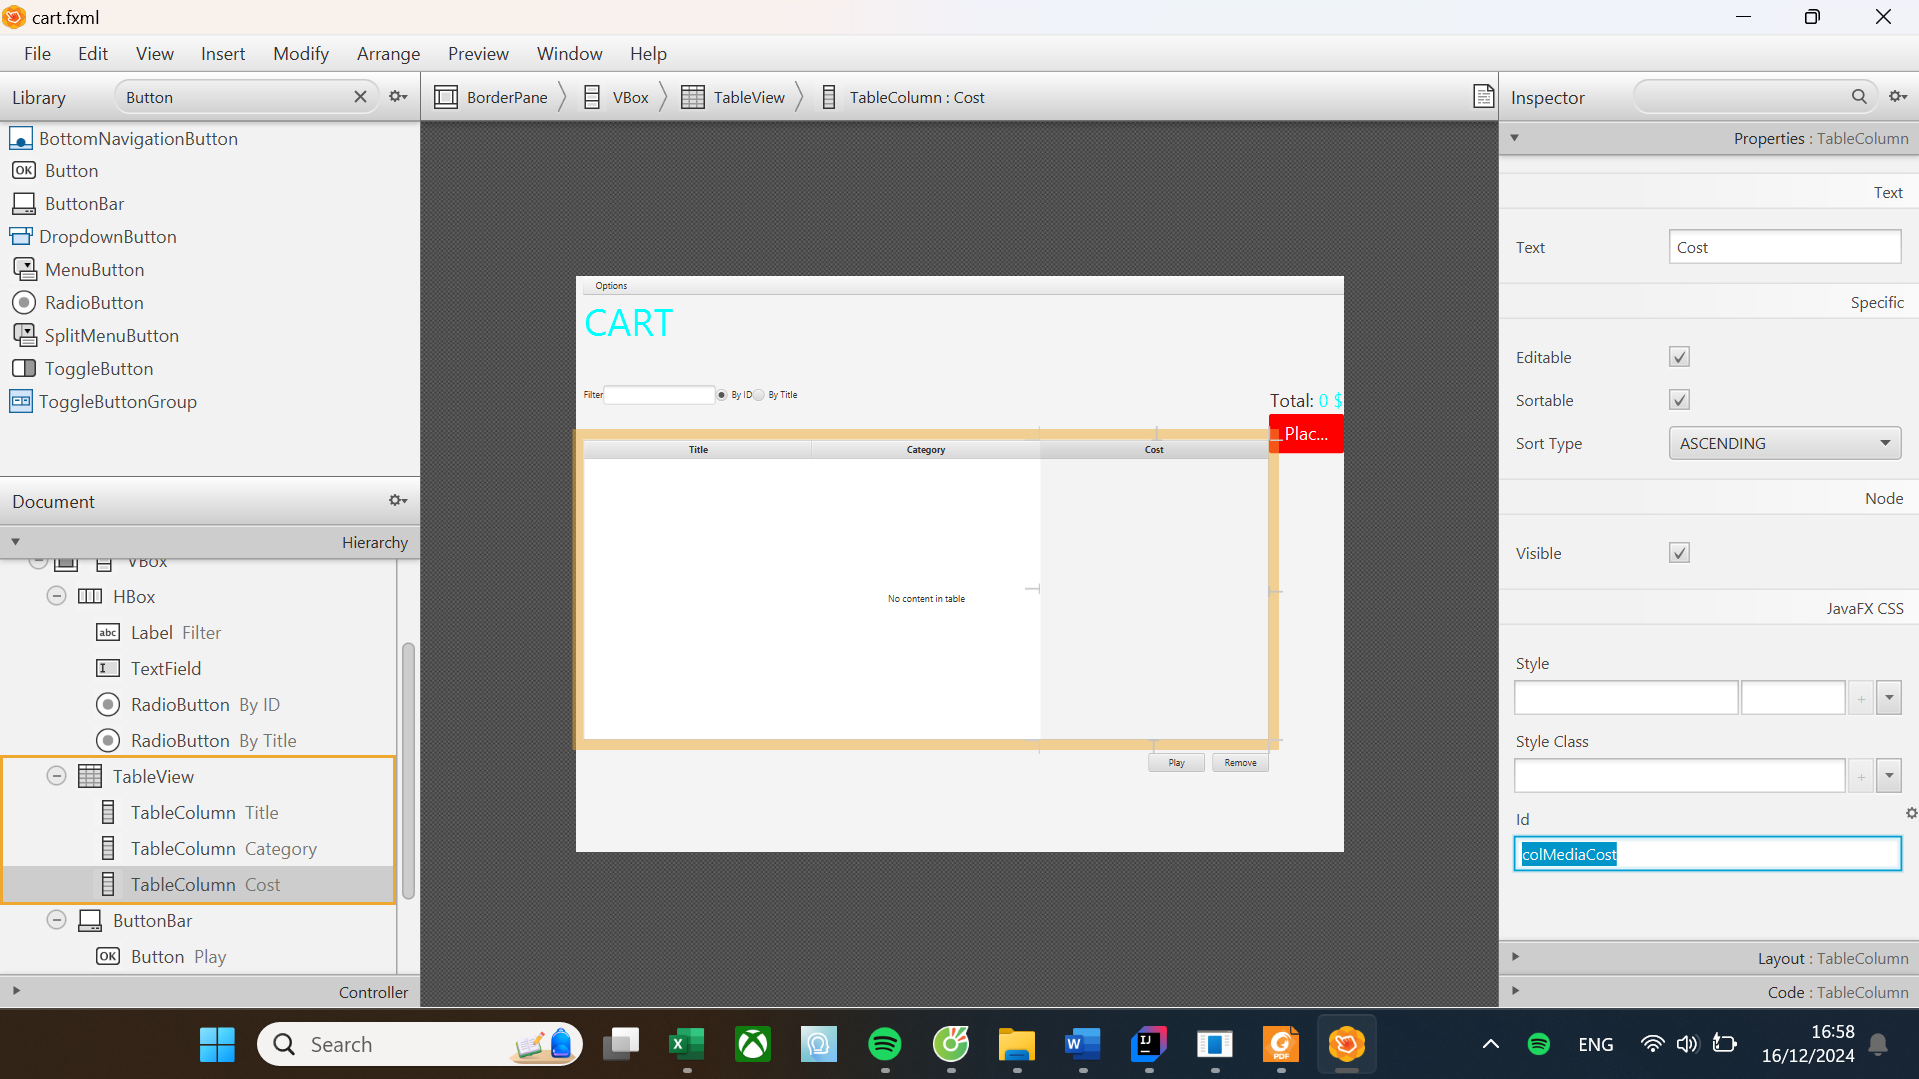 cart.fxml
File Edit View Insert Modify Arrange Preview Window Help
Library Button
BorderPane VBox TableView TableColumn : Cost
Inspector
BottomNavigationButton
OK Button
ButtonBar
DropdownButton
MenuButton
RadioButton
SplitMenuButton
ToggleButton
ToggleButtonGroup
Document
Hierarchy
VBox
HBox
abc Label Filter
TextField
RadioButton By ID
RadioButton By Title
TableView
TableColumn Title
TableColumn Category
TableColumn Cost
ButtonBar
OK Button Play
Controller
Options
CART
Filter By ID By Title
Total: 0 $
Plac...
Title Category Cost
No content in table
Play Remove
Properties : TableColumn
Text
Text Cost
Specific
Editable
Sortable
Sort Type ASCENDING
Node
Visible
JavaFX CSS
Style
Style Class
Id
colMediaCost
Layout : TableColumn
Code : TableColumn
Search
ENG
16:58
16/12/2024